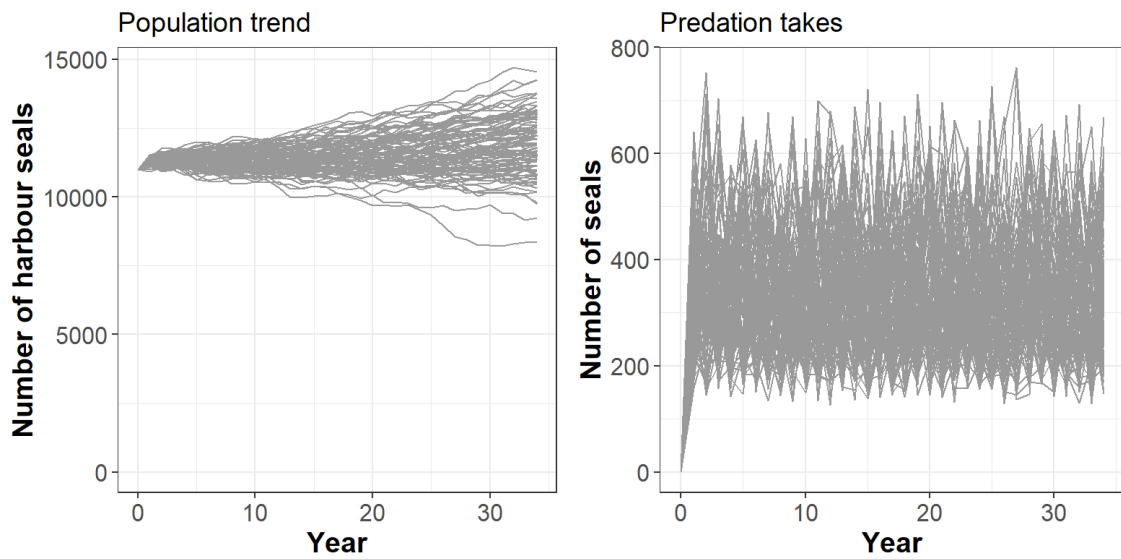 Population trend
Number of harbour seals
15000
10000
5000
0
0 10 20 30
Year
Predation takes
Number of seals
800
600
400
200
0
0 10 20 30
Year